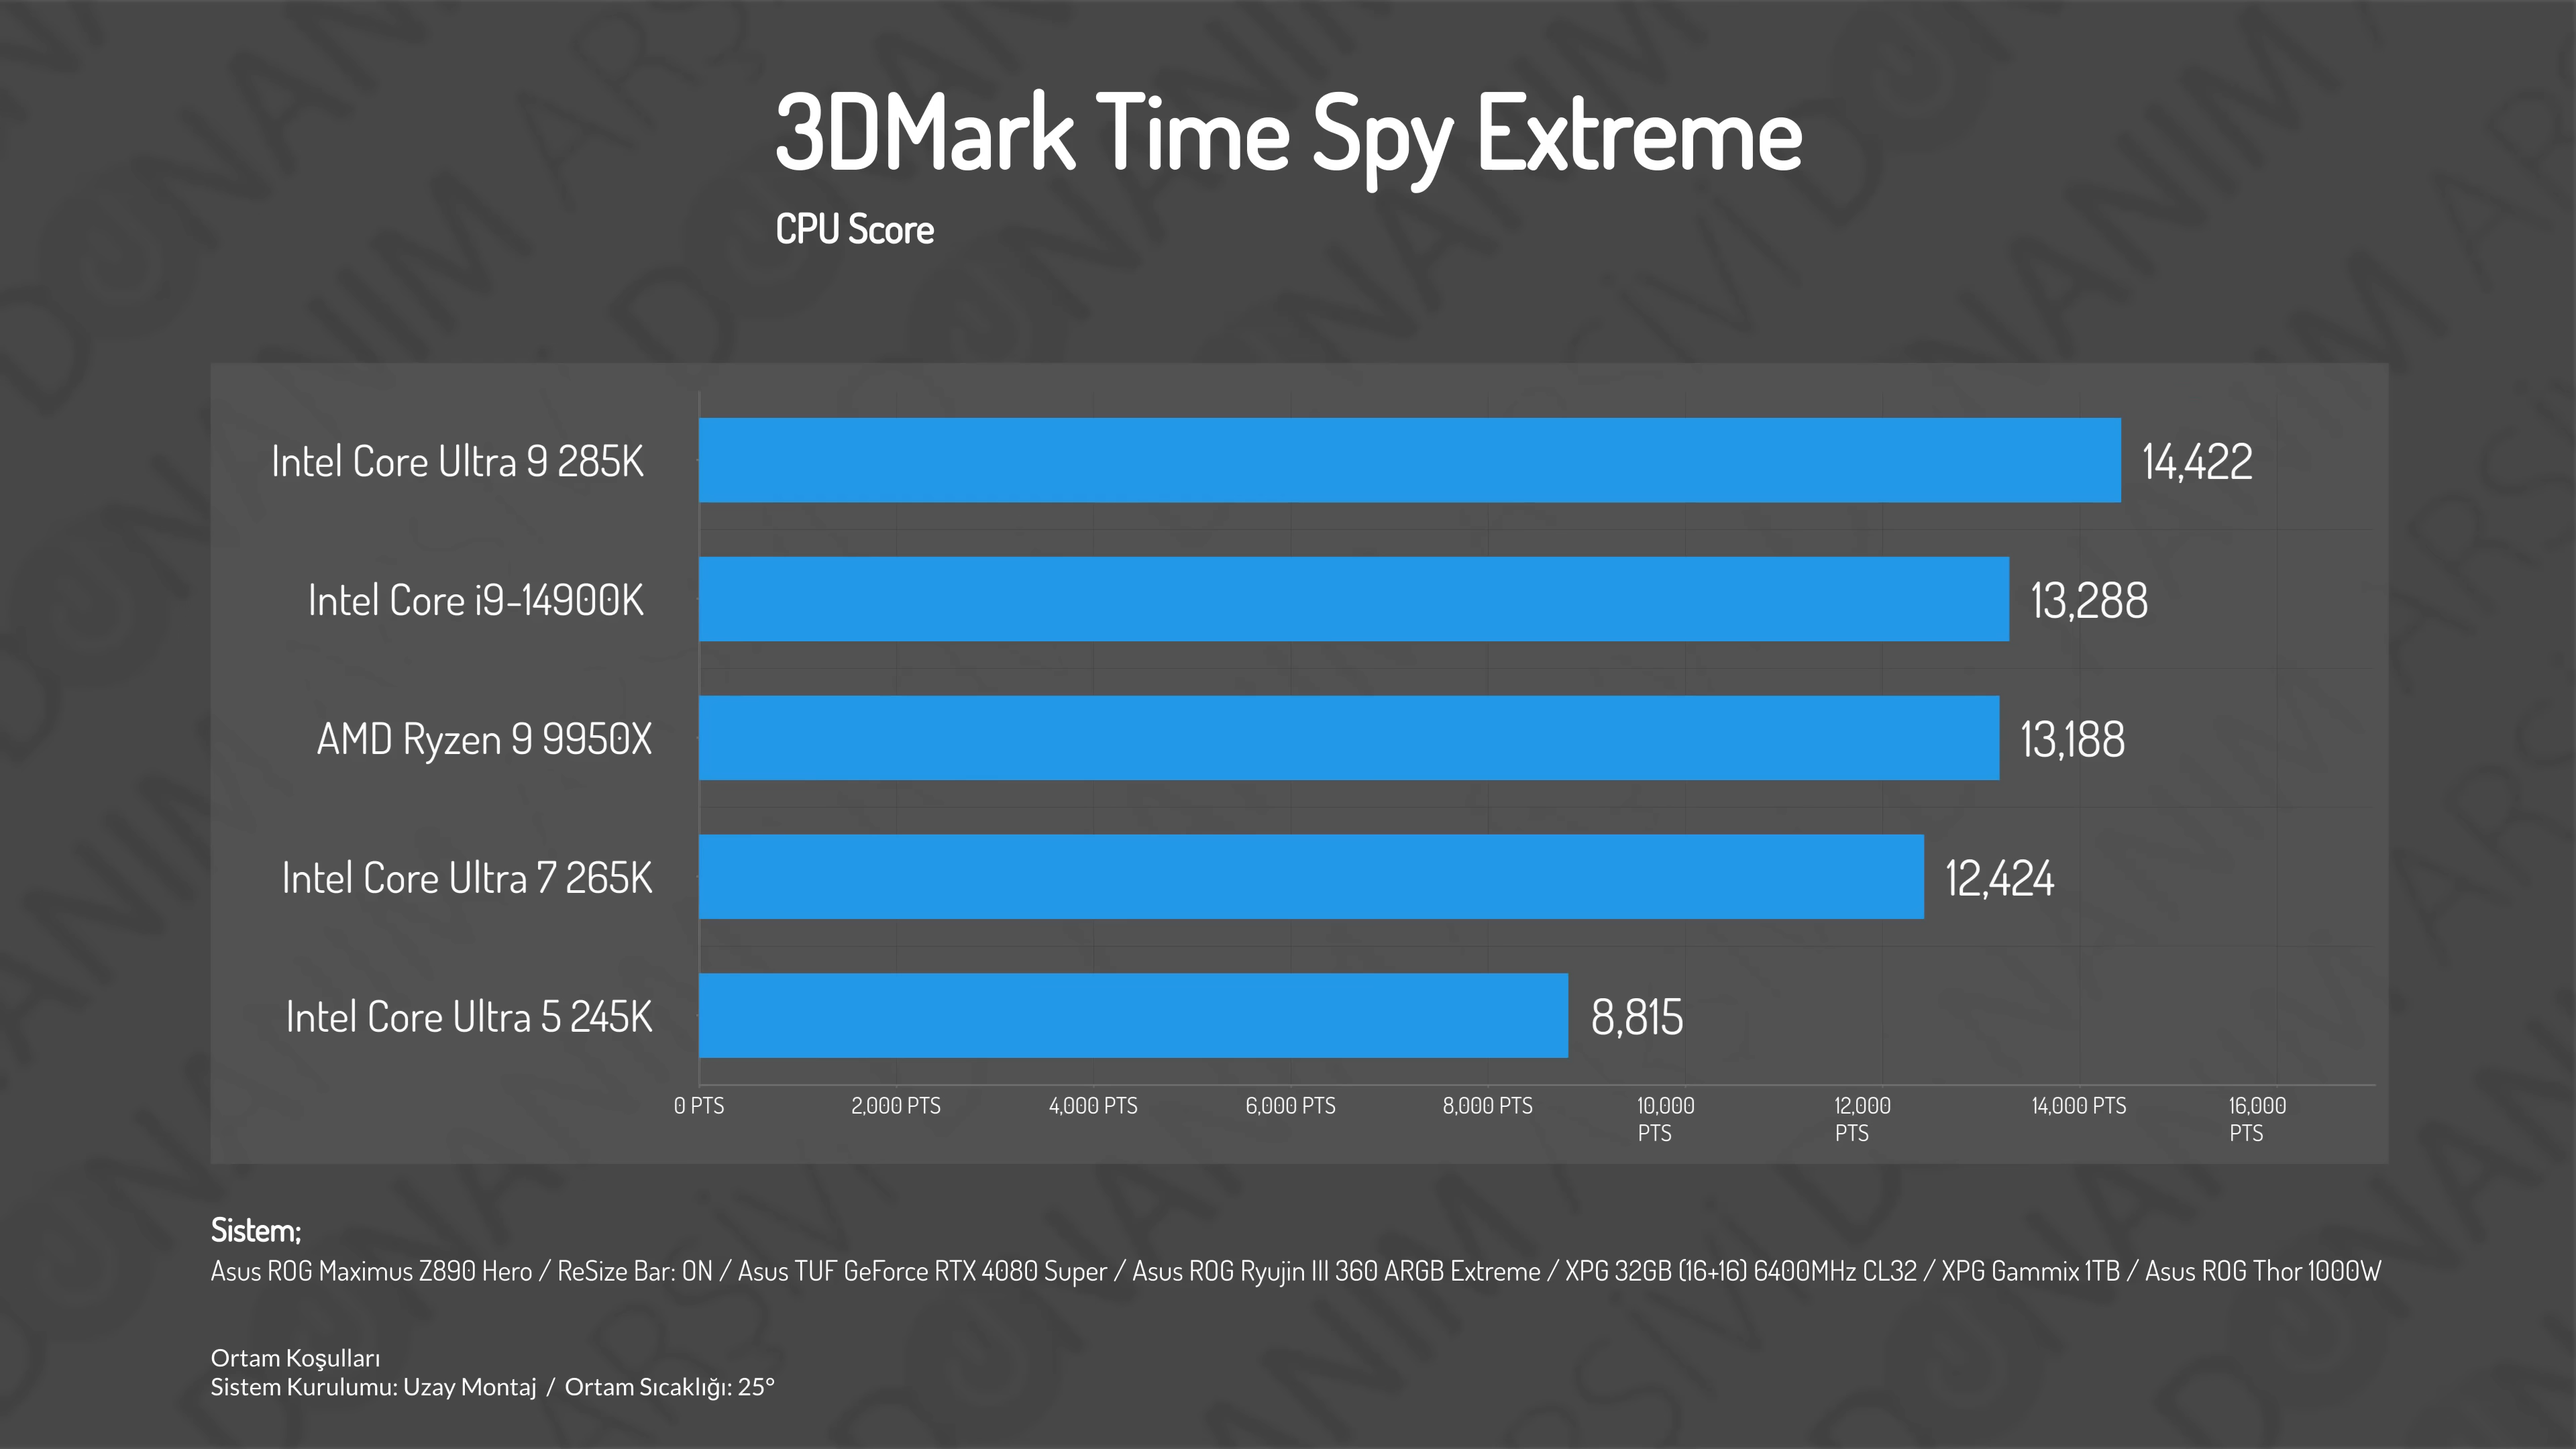 3DMark Time Spy Extreme
CPU Score
Intel Core Ultra 9 285K 14,422
Intel Core i9-14900K 13,288
AMD Ryzen 9 9950X 13,188
Intel Core Ultra 7 265K 12,424
Intel Core Ultra 5 245K 8,815
0 PTS 2,000 PTS 4,000 PTS 6,000 PTS 8,000 PTS 10,000 PTS 12,000 PTS 14,000 PTS 16,000 PTS
Sistem;
Asus ROG Maximus Z890 Hero / ReSize Bar: ON / Asus TUF GeForce RTX 4080 Super / Asus ROG Ryujin III 360 ARGB Extreme / XPG 32GB (16+16) 6400MHz CL32 / XPG Gammix 1TB / Asus ROG Thor 1000W
Ortam Koşulları
Sistem Kurulumu: Uzay Montaj / Ortam Sıcaklığı: 25°